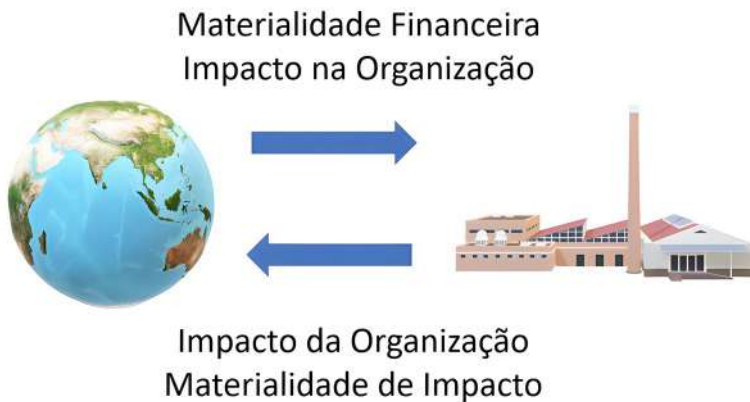 Materialidade Financeira
Impacto na Organização
Impacto da Organização
Materialidade de Impacto